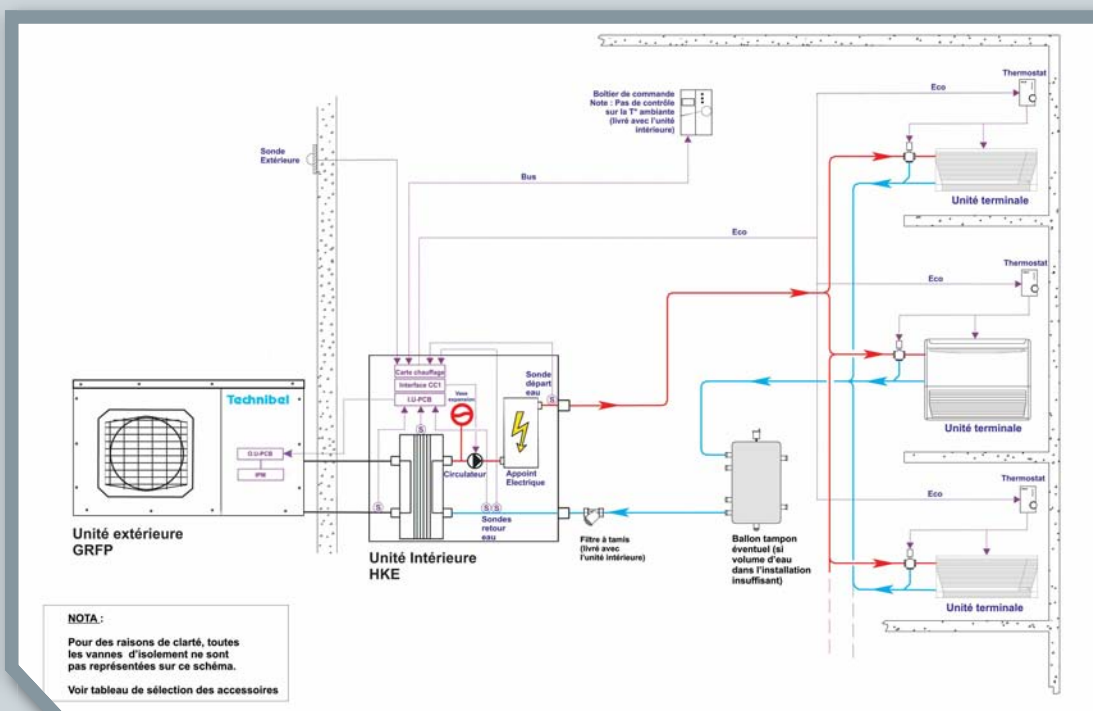 Thermostat
Eco
Boîtier de commande
Note : Pas de contrôle
sur la T° ambiante
(livré avec l'unité
intérieure)
Sonde
Extérieure
Bus
Unité terminale
Eco
Thermostat
Eco
Carte chauffage
Interface CC1
I.U-PCB
Vase
expansion
Sonde
départ
eau
S
Technibel
O.U-PCB
IPM
S
Circulateur
Appoint
Electrique
Unité terminale
Thermostat
Eco
S
S
S
Sondes
retour
eau
Unité extérieure
GRFP
Unité Intérieure
HKE
Filtre à tamis
(livré avec
l'unité intérieure)
Ballon tampon
éventuel (si
volume d'eau
dans l'installation
insuffisant)
Unité terminale
NOTA :
Pour des raisons de clarté, toutes
les vannes d'isolement ne sont
pas représentées sur ce schéma.
Voir tableau de sélection des accessoires